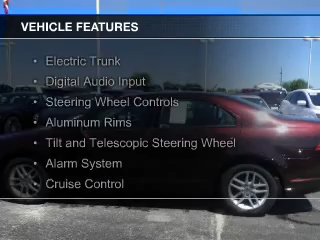 VEHICLE FEATURES
• Electric Trunk
• Digital Audio Input
• Steering Wheel Controls
• Aluminum Rims
• Tilt and Telescopic Steering Wheel
• Alarm System
• Cruise Control